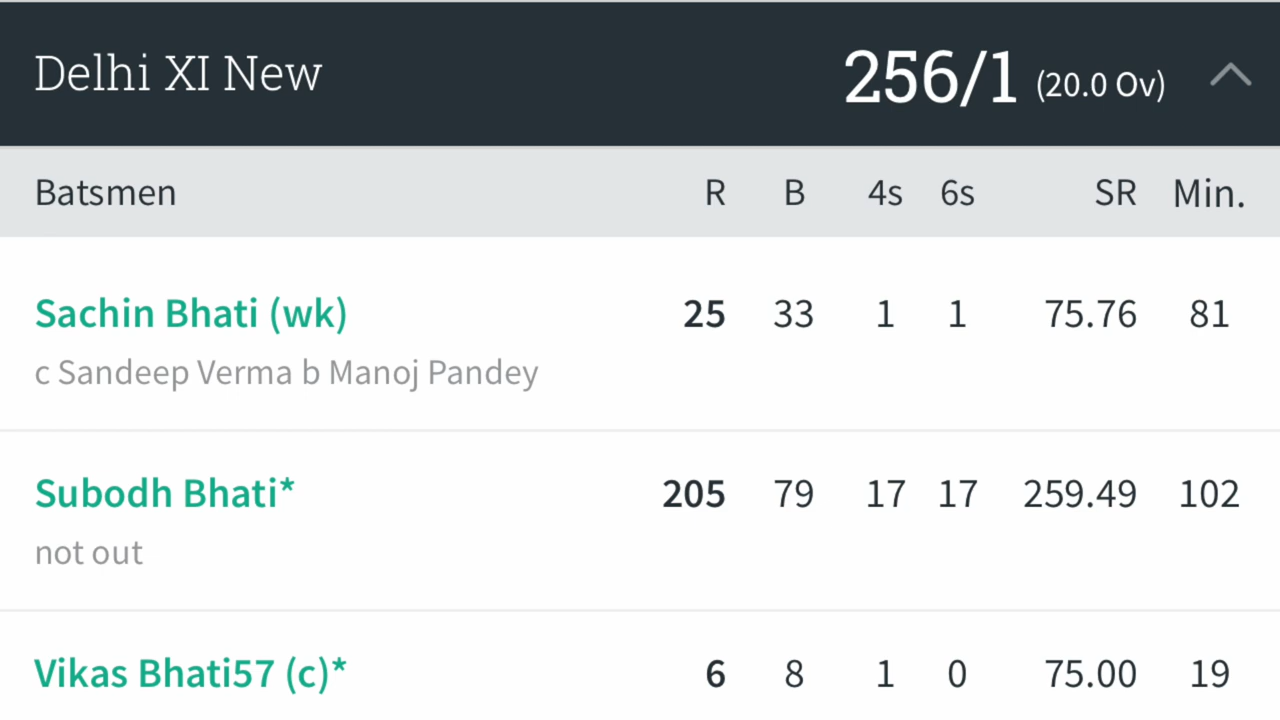 Delhi XI New 256/1 (20.0 Ov)
Batsmen R B 4s 6s SR Min.
Sachin Bhati (wk) 25 33 1 1 75.76 81
c Sandeep Verma b Manoj Pandey
Subodh Bhati* 205 79 17 17 259.49 102
not out
Vikas Bhati57 (c)* 6 8 1 0 75.00 19